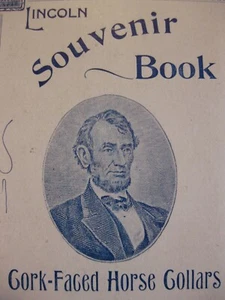 LINCOLN
Souvenir
Book
Cork-Faced Horse Collars